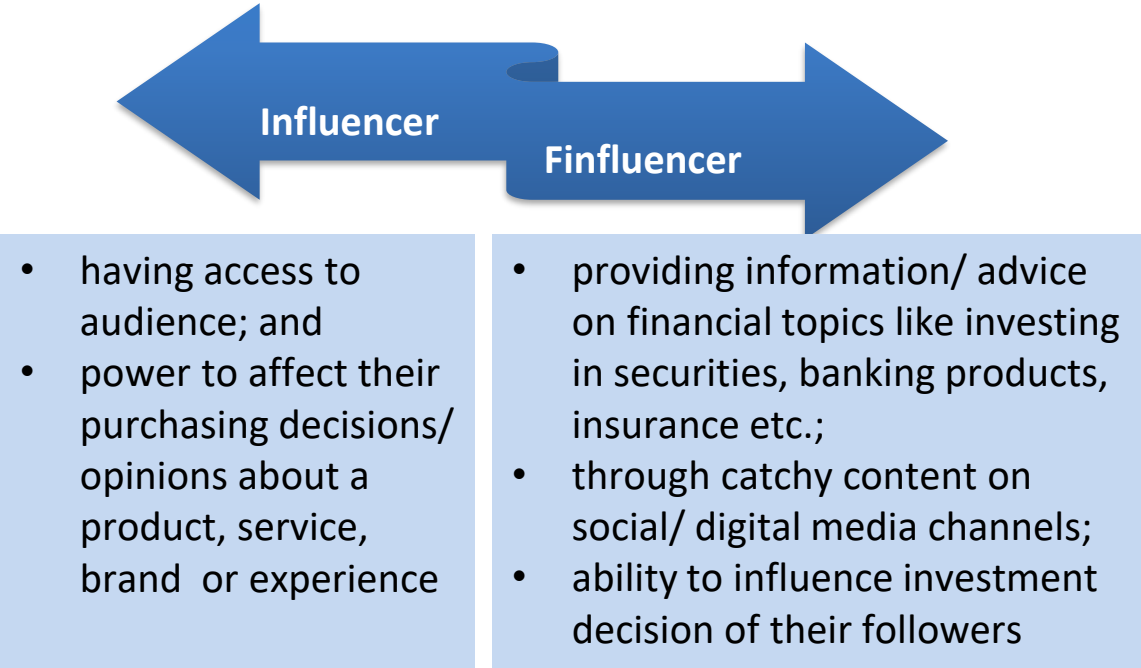 Influencer
Finfluencer
• having access to
audience; and
• power to affect their
purchasing decisions/
opinions about a
product, service,
brand  or experience
• providing information/ advice
on financial topics like investing
in securities, banking products,
insurance etc.;
• through catchy content on
social/ digital media channels;
• ability to influence investment
decision of their followers